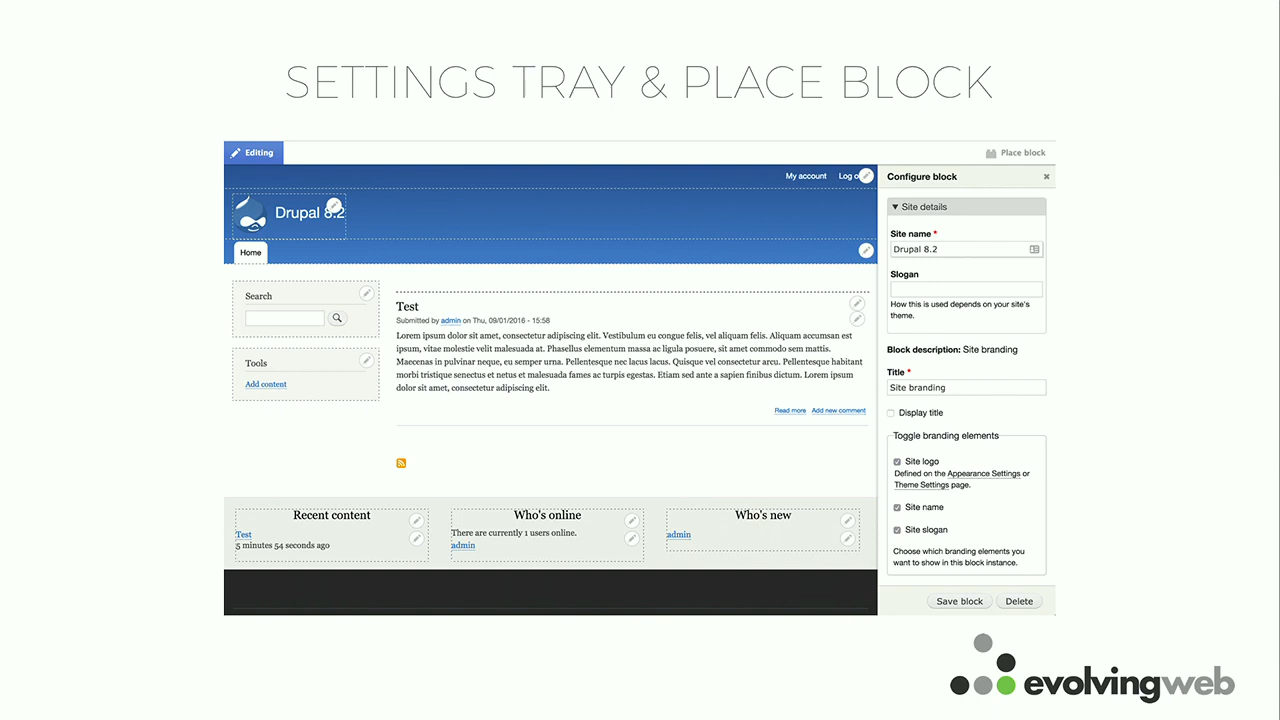 SETTINGS TRAY & PLACE BLOCK
Editing
Place block
My account
Configure block
Site details
Drupal 8.2
Site name *
Home
Drupal 8.2
Slogan
Search
How this is used depends on your site's
theme.
Test
Submitted by admin on Thu, 09/01/2016 - 15:58
Lorem ipsum dolor sit amet, consectetur adipiscing elit. Vestibulum eu congue felis, vel aliquam felis. Aliquam accumsan est
ipsum, vitae molestie velit malesuada at. Phasellus elementum massa ac ligula posuere, sit amet commodo sem mattis.
Maecenas in pulvinar neque, eu semper urna. Pellentesque nec lacus lacus. Quisque vel consectetur arcu. Pellentesque habitant
morbi tristique senectus et netus et malesuada fames ac turpis egestas. Etiam sed ante a sapien finibus dictum. Lorem ipsum
dolor sit amet, consectetur adipiscing elit.
Read more Add new comment
Tools
Add content
Block description: Site branding
Title *
Site branding
Display title
Toggle branding elements
Site logo
Defined on the Appearance Settings or
Theme Settings page.
Site name
Site slogan
Choose which branding elements you
want to show in this block instance.
Save block Delete
Recent content
Test
5 minutes 54 seconds ago
Who's online
There are currently 1 users online.
admin
Who's new
admin
evolvingweb